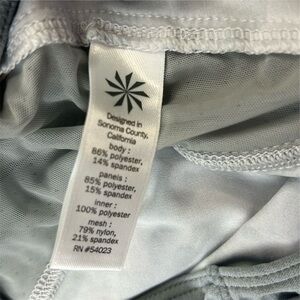 Designed in
Sonoma County,
California
body :
86% polyester,
14% spandex
panels :
85% polyester,
15% spandex
inner :
100% polyester
mesh :
79% nylon,
21% spandex
RN #54023